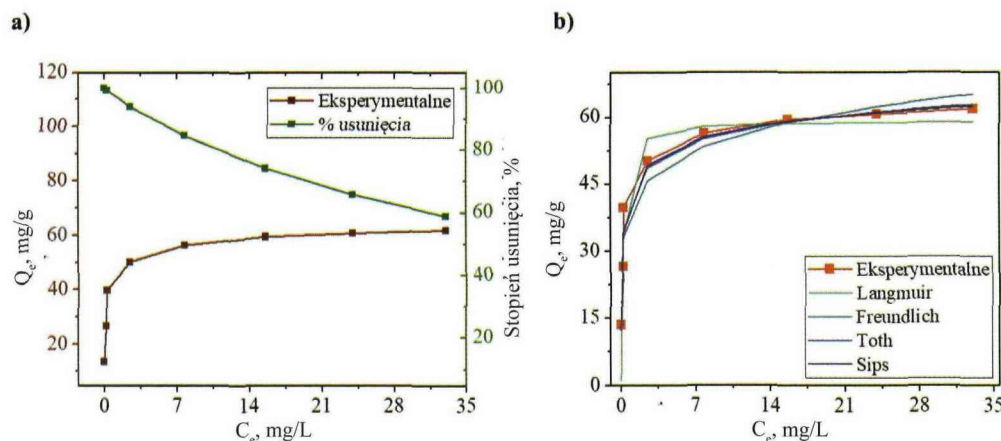 a)
120
100
80
60
40
20
Qe, mg/g
Eksperymentalne
% usunięcia
100
80
60
40
20
Stopień usunięcia, %
0 7 14 21 28 35
Ce, mg/L
b)
60
45
30
15
0
Qe, mg/g
Eksperymentalne
Langmuir
Freundlich
Toth
Sips
0 7 14 21 28 35
Ce, mg/L